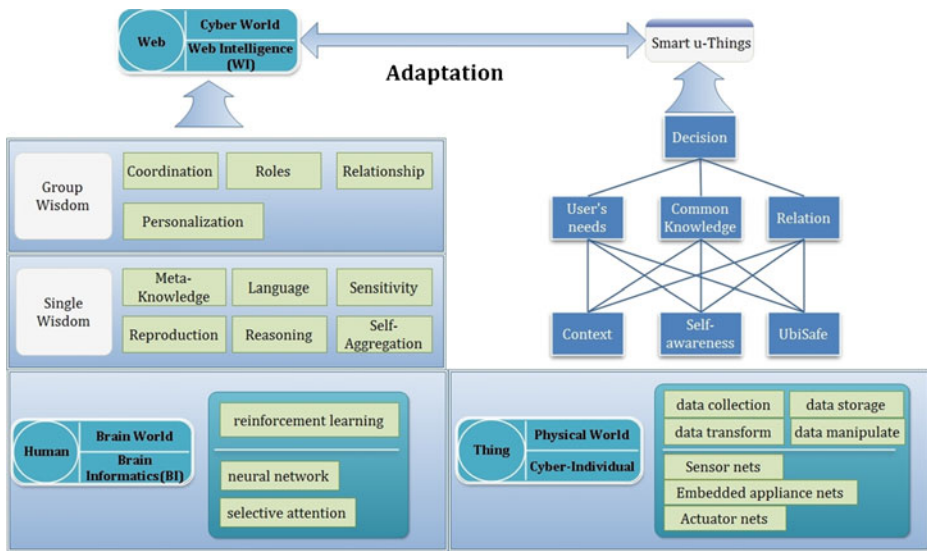 Web
Cyber World
Web Intelligence
(WI)
Adaptation
Smart u-Things
Group
Wisdom
Coordination
Roles
Relationship
Personalization
Single
Wisdom
Meta-
Knowledge
Language
Sensitivity
Reproduction
Reasoning
Self-
Aggregation
Decision
User's
needs
Common
Knowledge
Relation
Context
Self-
awareness
UbiSafe
Human
Brain World
Brain
Informatics(BI)
reinforcement learning
neural network
selective attention
Thing
Physical World
Cyber-Individual
data collection
data storage
data transform
data manipulate
Sensor nets
Embedded appliance nets
Actuator nets